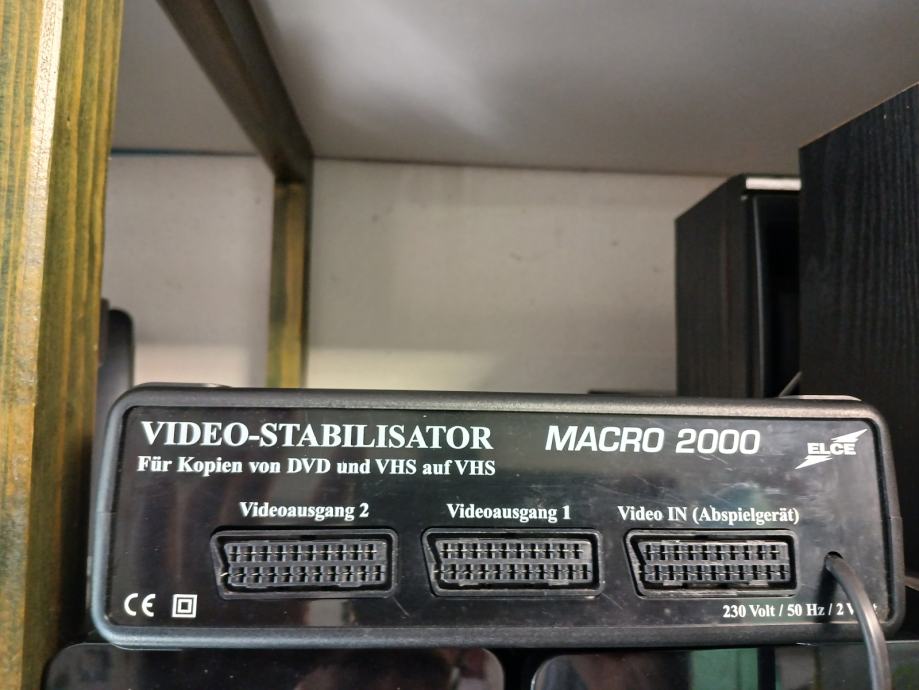 VIDEO-STABILISATOR
MACRO 2000
ELCE
Für Kopien von DVD und VHS auf VHS
Videoausgang 2
Videoausgang 1
Video IN (Abspielgerät)
CE
230 Volt / 50 Hz / 2